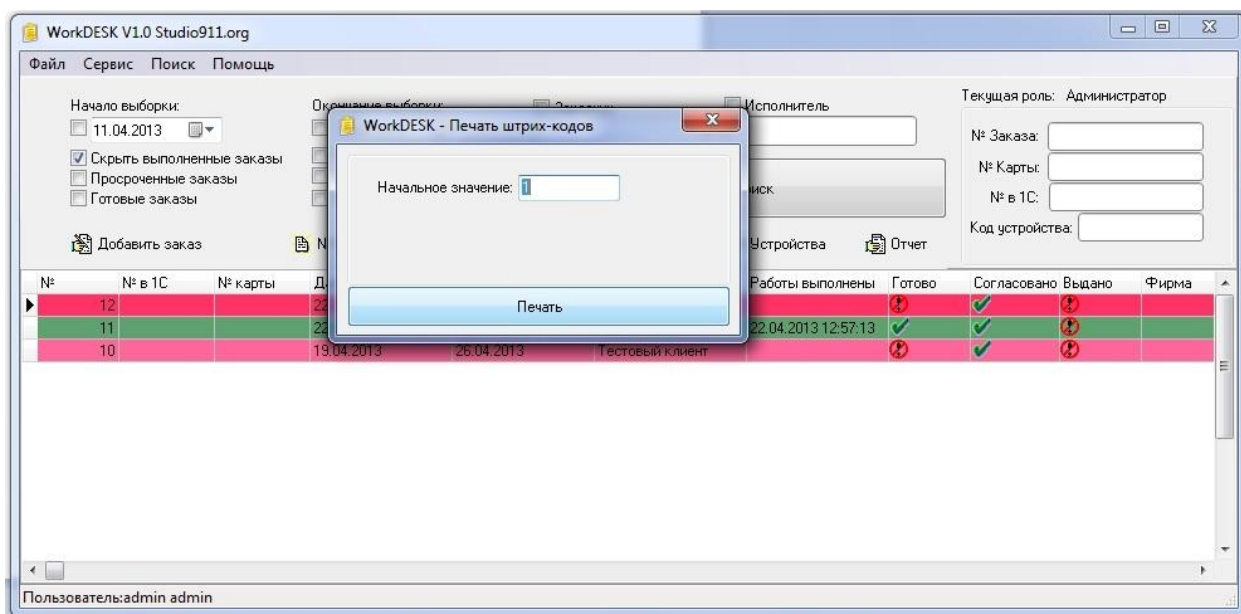 WorkDESK V1.0 Studio911.org
Файл Сервис Поиск Помощь
Начало выборки:
Исполнитель
Текущая роль: Администратор
WorkDESK - Печать штрих-кодов
11.04.2013
№ Заказа:
Скрыть выполненные заказы
Просроченные заказы
Готовые заказы
Начальное значение: 1
№ Карты:
№ в 1С:
Код устройства:
Добавить заказ
Устройства
Отчет
№ № в 1С № карты Работы выполнены Готово Согласовано Выдано Фирма
Печать
12
11 22.04.2013 12:57:13
10 19.04.2013 26.04.2013 Тестовый клиент
Пользователь:admin admin